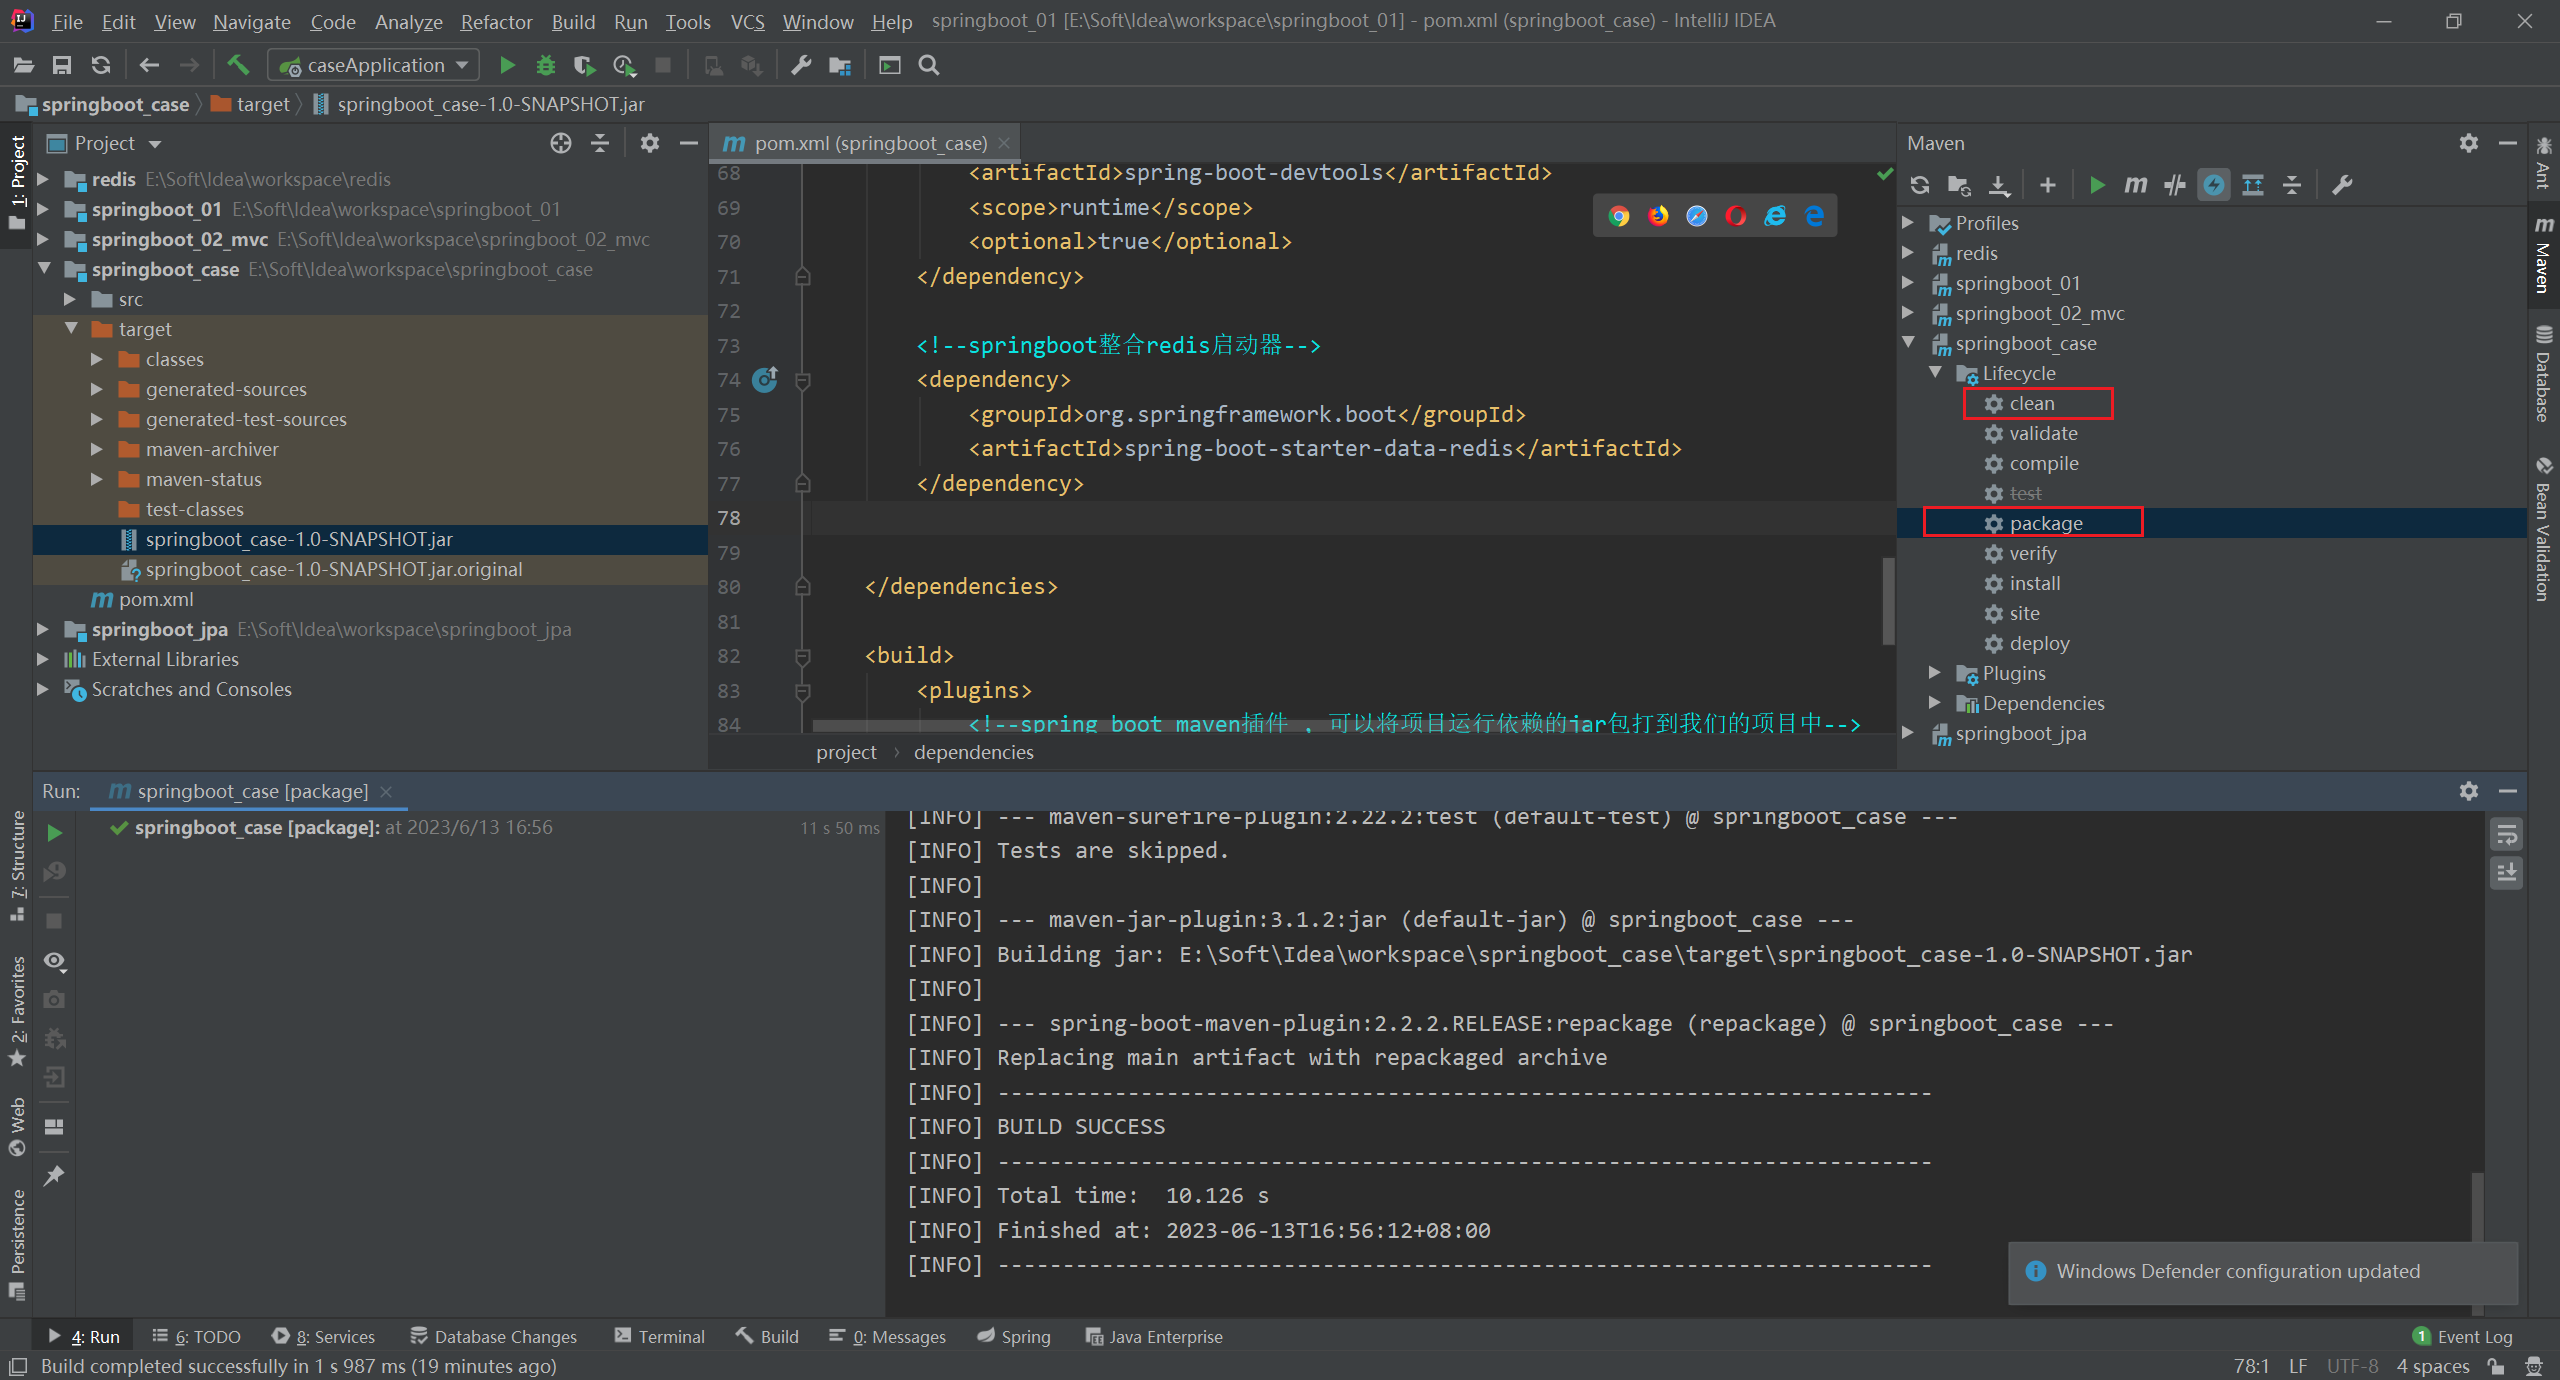 File Edit View Navigate Code Analyze Refactor Build Run Tools VCS Window Help springboot_01 [E:\Soft\Idea\workspace\springboot_01] - pom.xml (springboot_case) - IntelliJ IDEA
caseApplication
springboot_case target springboot_case-1.0-SNAPSHOT.jar
1: Project
7: Structure
2: Favorites
Web
Persistence
Project
redis E:\Soft\Idea\workspace\redis
springboot_01 E:\Soft\Idea\workspace\springboot_01
springboot_02_mvc E:\Soft\Idea\workspace\springboot_02_mvc
springboot_case E:\Soft\Idea\workspace\springboot_case
src
target
classes
generated-sources
generated-test-sources
maven-archiver
maven-status
test-classes
springboot_case-1.0-SNAPSHOT.jar
springboot_case-1.0-SNAPSHOT.jar.original
pom.xml
springboot_jpa E:\Soft\Idea\workspace\springboot_jpa
External Libraries
Scratches and Consoles
pom.xml (springboot_case)
68 <artifactId>spring-boot-devtools</artifactId>
69 <scope>runtime</scope>
70 <optional>true</optional>
71 </dependency>
72
73 <!--springboot整合redis启动器-->
74 <dependency>
75 <groupId>org.springframework.boot</groupId>
76 <artifactId>spring-boot-starter-data-redis</artifactId>
77 </dependency>
78
79
80 </dependencies>
81
82 <build>
83 <plugins>
84 <!--spring boot maven插件 , 可以将项目运行依赖的jar包打到我们的项目中-->
project › dependencies
Maven
Profiles
redis
springboot_01
springboot_02_mvc
springboot_case
Lifecycle
clean
validate
compile
test
package
verify
install
site
deploy
Plugins
Dependencies
springboot_jpa
Ant
Maven
Database
Bean Validation
Run: springboot_case [package]
springboot_case [package]: at 2023/6/13 16:56 11 s 50 ms
[INFO] --- maven-surefire-plugin:2.22.2:test (default-test) @ springboot_case ---
[INFO] Tests are skipped.
[INFO]
[INFO] --- maven-jar-plugin:3.1.2:jar (default-jar) @ springboot_case ---
[INFO] Building jar: E:\Soft\Idea\workspace\springboot_case\target\springboot_case-1.0-SNAPSHOT.jar
[INFO]
[INFO] --- spring-boot-maven-plugin:2.2.2.RELEASE:repackage (repackage) @ springboot_case ---
[INFO] Replacing main artifact with repackaged archive
[INFO] ------------------------------------------------------------------------
[INFO] BUILD SUCCESS
[INFO] ------------------------------------------------------------------------
[INFO] Total time:  10.126 s
[INFO] Finished at: 2023-06-13T16:56:12+08:00
[INFO] ------------------------------------------------------------------------
Windows Defender configuration updated
4: Run 6: TODO 8: Services Database Changes Terminal Build 0: Messages Spring Java Enterprise 1 Event Log
Build completed successfully in 1 s 987 ms (19 minutes ago) 78:1 LF UTF-8 4 spaces